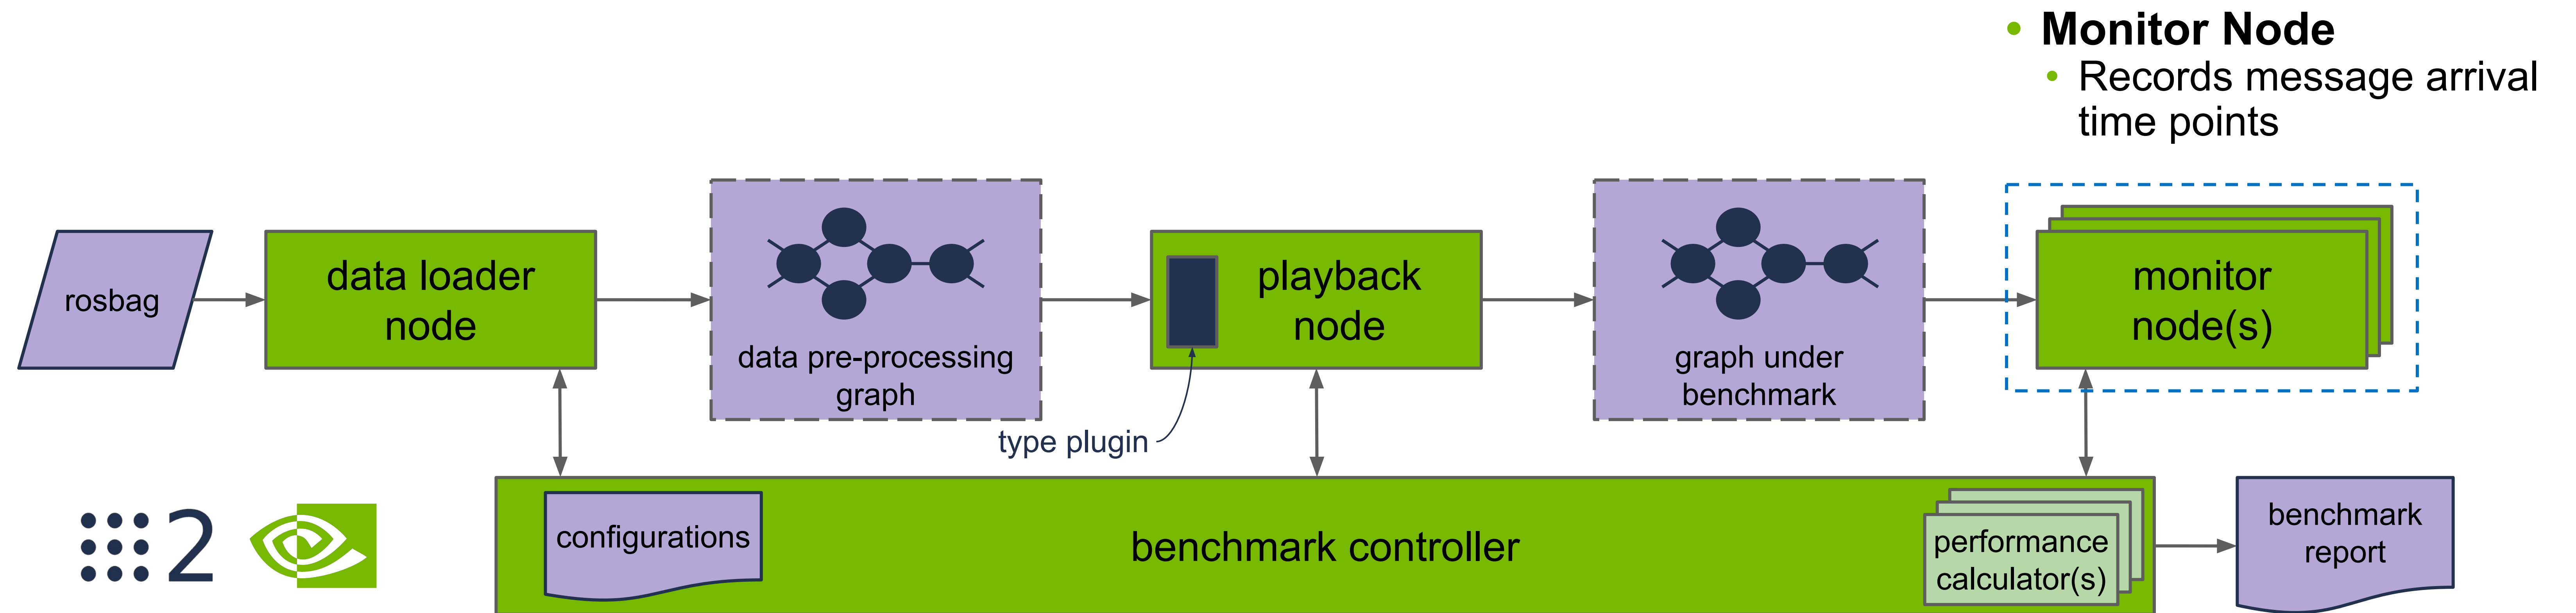 Monitor Node
Records message arrival
time points
rosbag
data loader
node
data pre-processing
graph
playback
node
type plugin
graph under
benchmark
monitor
node(s)
2
configurations
benchmark controller
performance
calculator(s)
benchmark
report